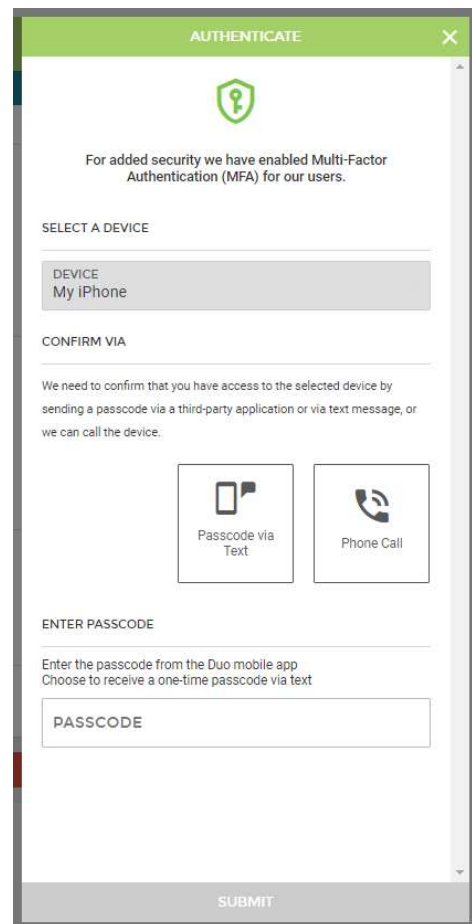 AUTHENTICATE
For added security we have enabled Multi-Factor
Authentication (MFA) for our users.
SELECT A DEVICE
DEVICE
My iPhone
CONFIRM VIA
We need to confirm that you have access to the selected device by
sending a passcode via a third-party application or via text message, or
we can call the device.
Passcode via
Text
Phone Call
ENTER PASSCODE
Enter the passcode from the Duo mobile app
Choose to receive a one-time passcode via text
PASSCODE
SUBMIT